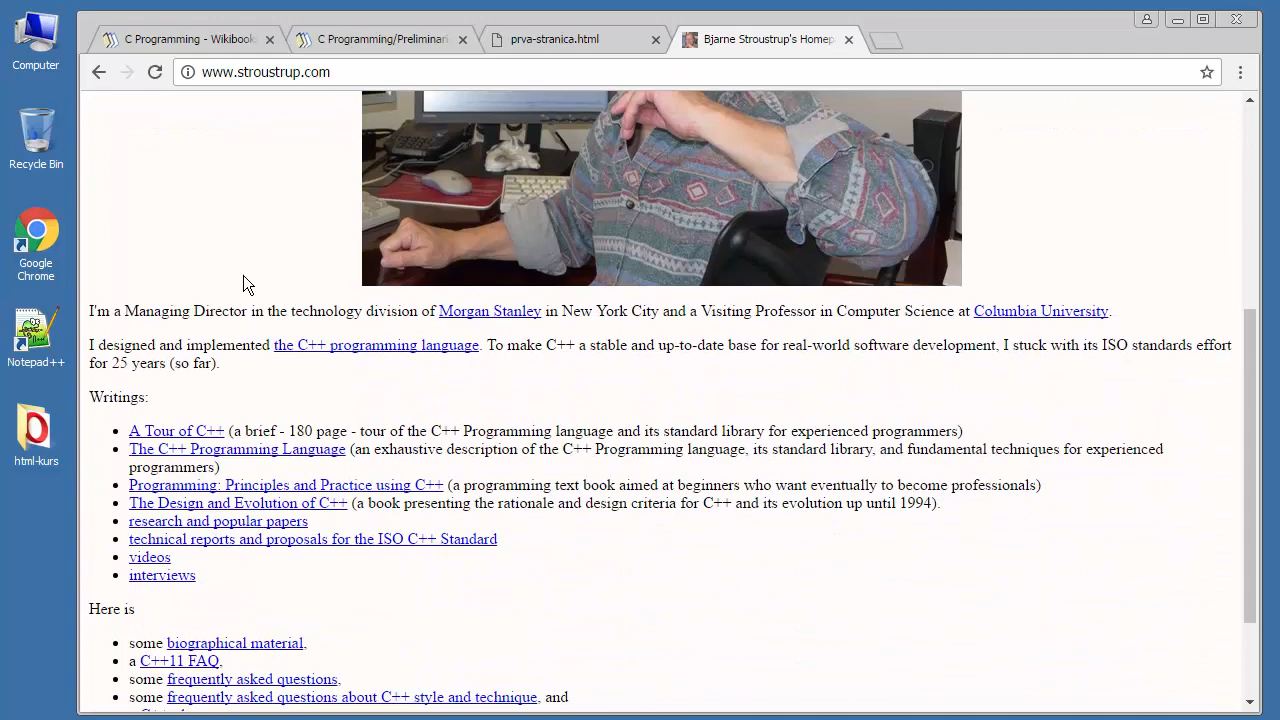 C Programming - Wikibook
C Programming/Preliminari
prva-stranica.html
Bjarne Stroustrup's Homep
www.stroustrup.com
Computer
Recycle Bin
Google
Chrome
Notepad++
html-kurs
I'm a Managing Director in the technology division of Morgan Stanley in New York City and a Visiting Professor in Computer Science at Columbia University.
I designed and implemented the C++ programming language. To make C++ a stable and up-to-date base for real-world software development, I stuck with its ISO standards effort
for 25 years (so far).
Writings:
A Tour of C++ (a brief - 180 page - tour of the C++ Programming language and its standard library for experienced programmers)
The C++ Programming Language (an exhaustive description of the C++ Programming language, its standard library, and fundamental techniques for experienced
programmers)
Programming: Principles and Practice using C++ (a programming text book aimed at beginners who want eventually to become professionals)
The Design and Evolution of C++ (a book presenting the rationale and design criteria for C++ and its evolution up until 1994).
research and popular papers
technical reports and proposals for the ISO C++ Standard
videos
interviews
Here is
some biographical material,
a C++11 FAQ,
some frequently asked questions,
some frequently asked questions about C++ style and technique, and